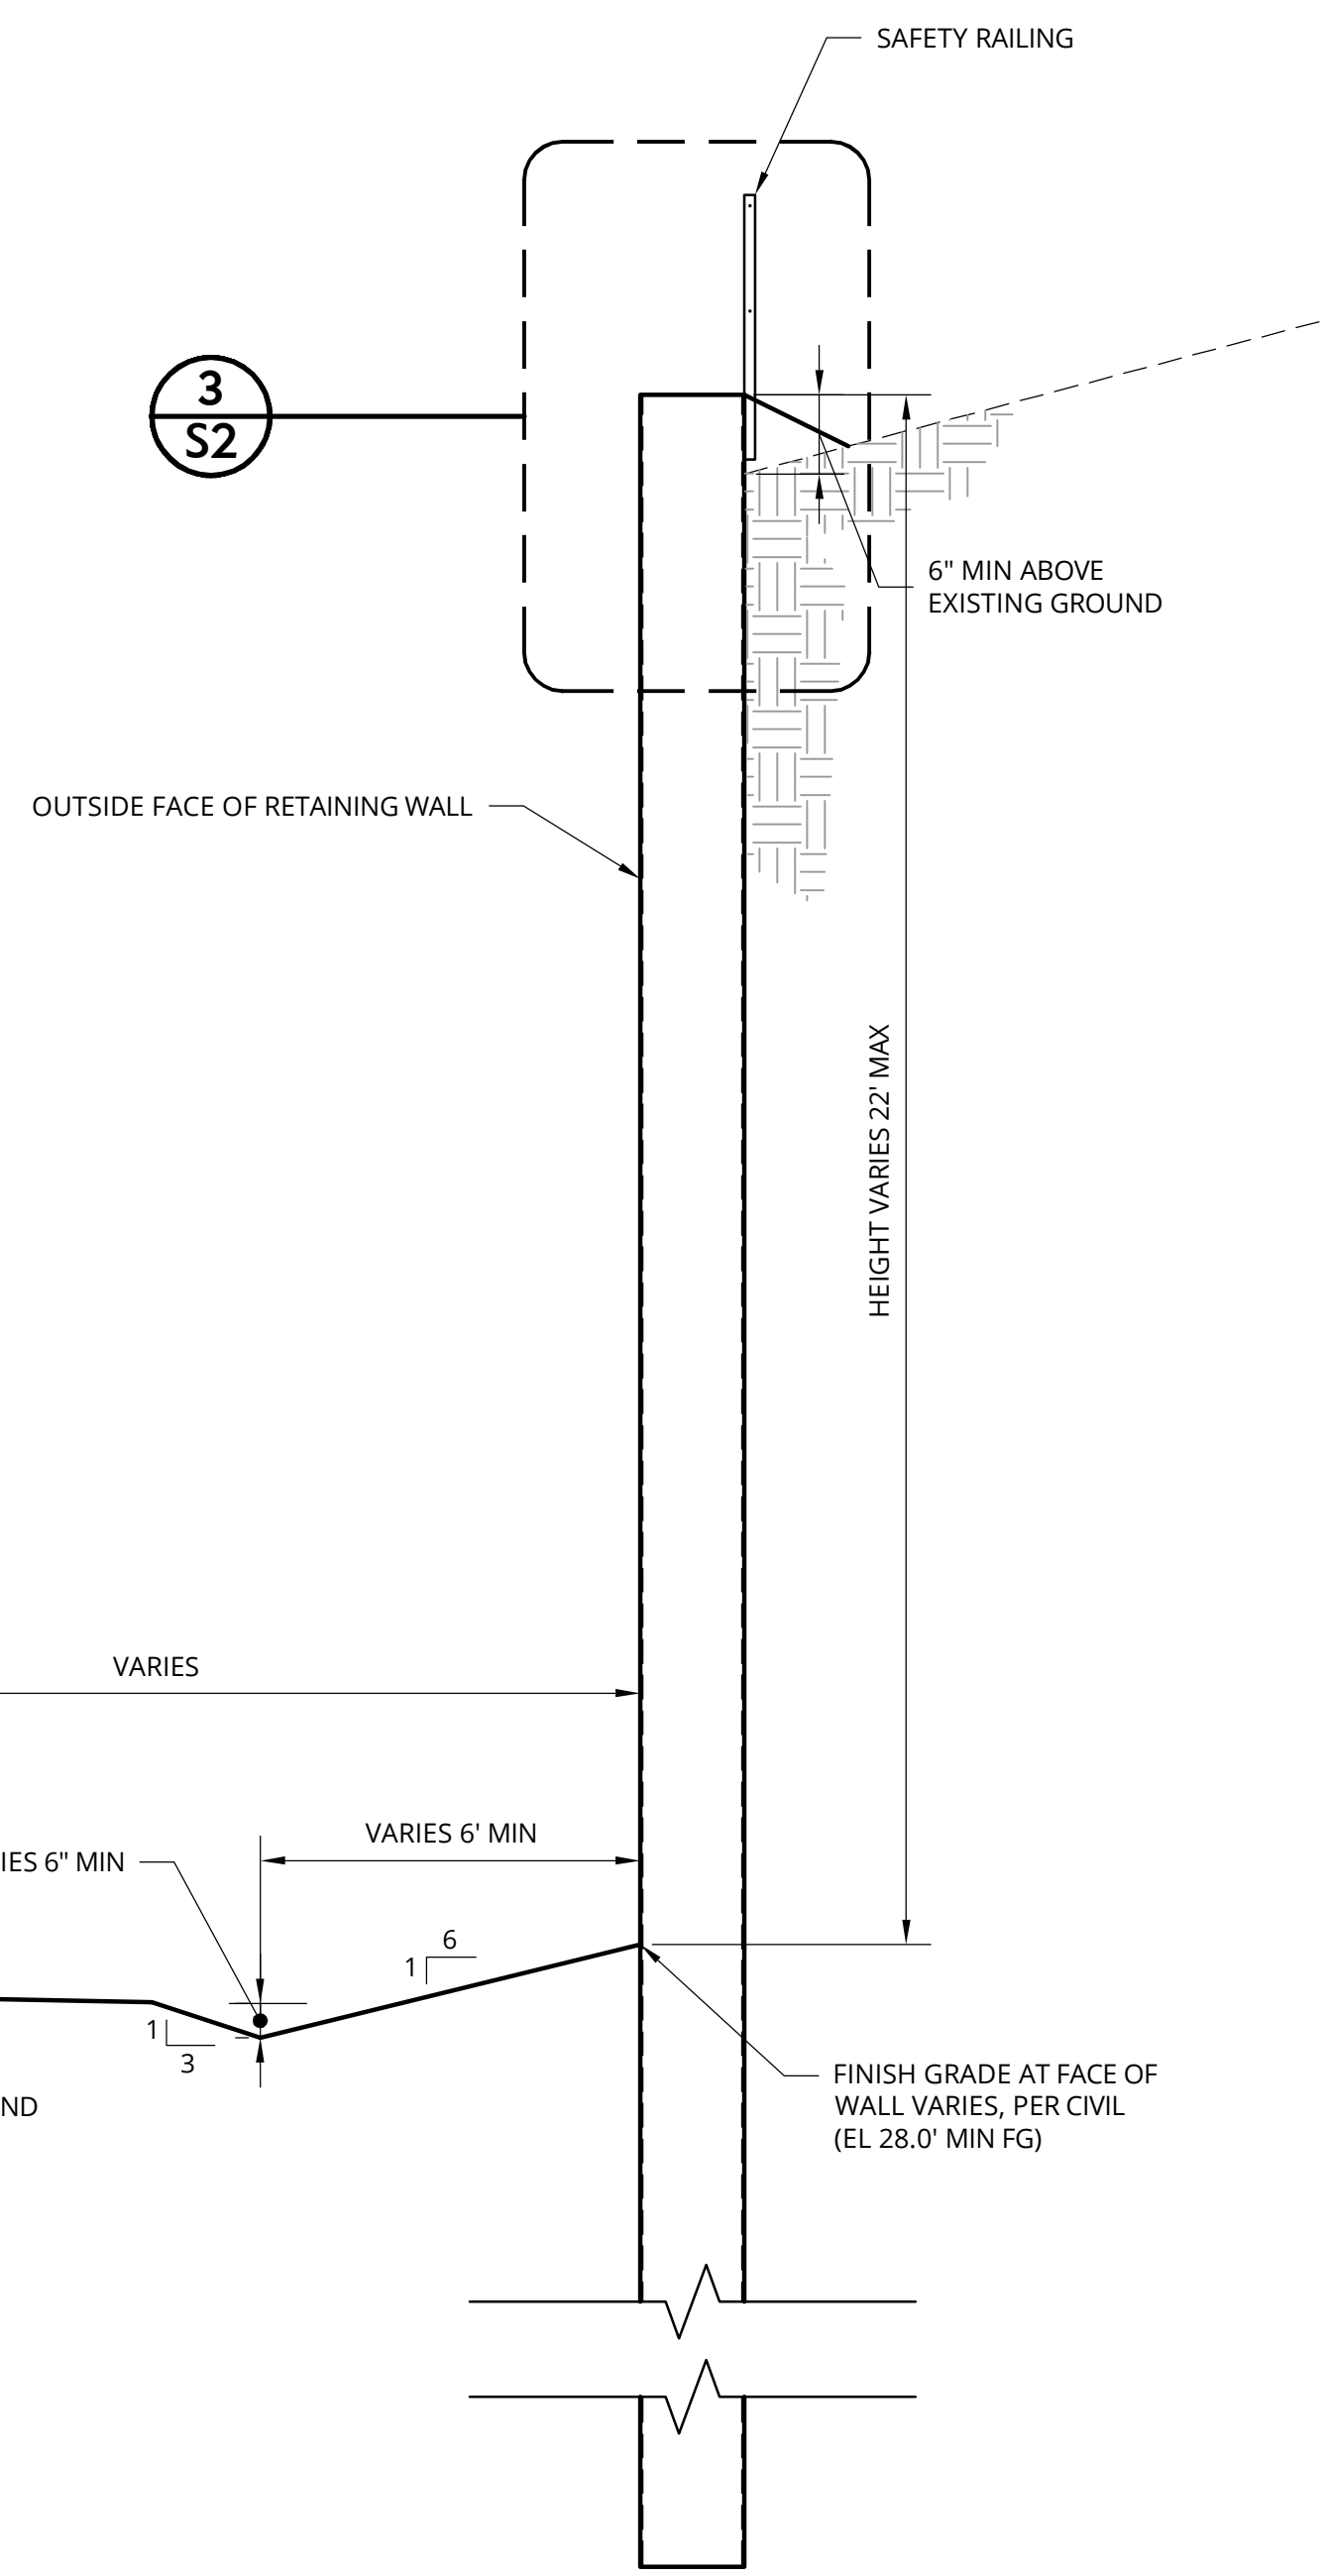 SAFETY RAILING
3
S2
6" MIN ABOVE
EXISTING GROUND
OUTSIDE FACE OF RETAINING WALL
HEIGHT VARIES 22' MAX
VARIES
VARIES 6' MIN
IES 6" MIN
6
1
1
3
FINISH GRADE AT FACE OF
WALL VARIES, PER CIVIL
(EL 28.0' MIN FG)
ND